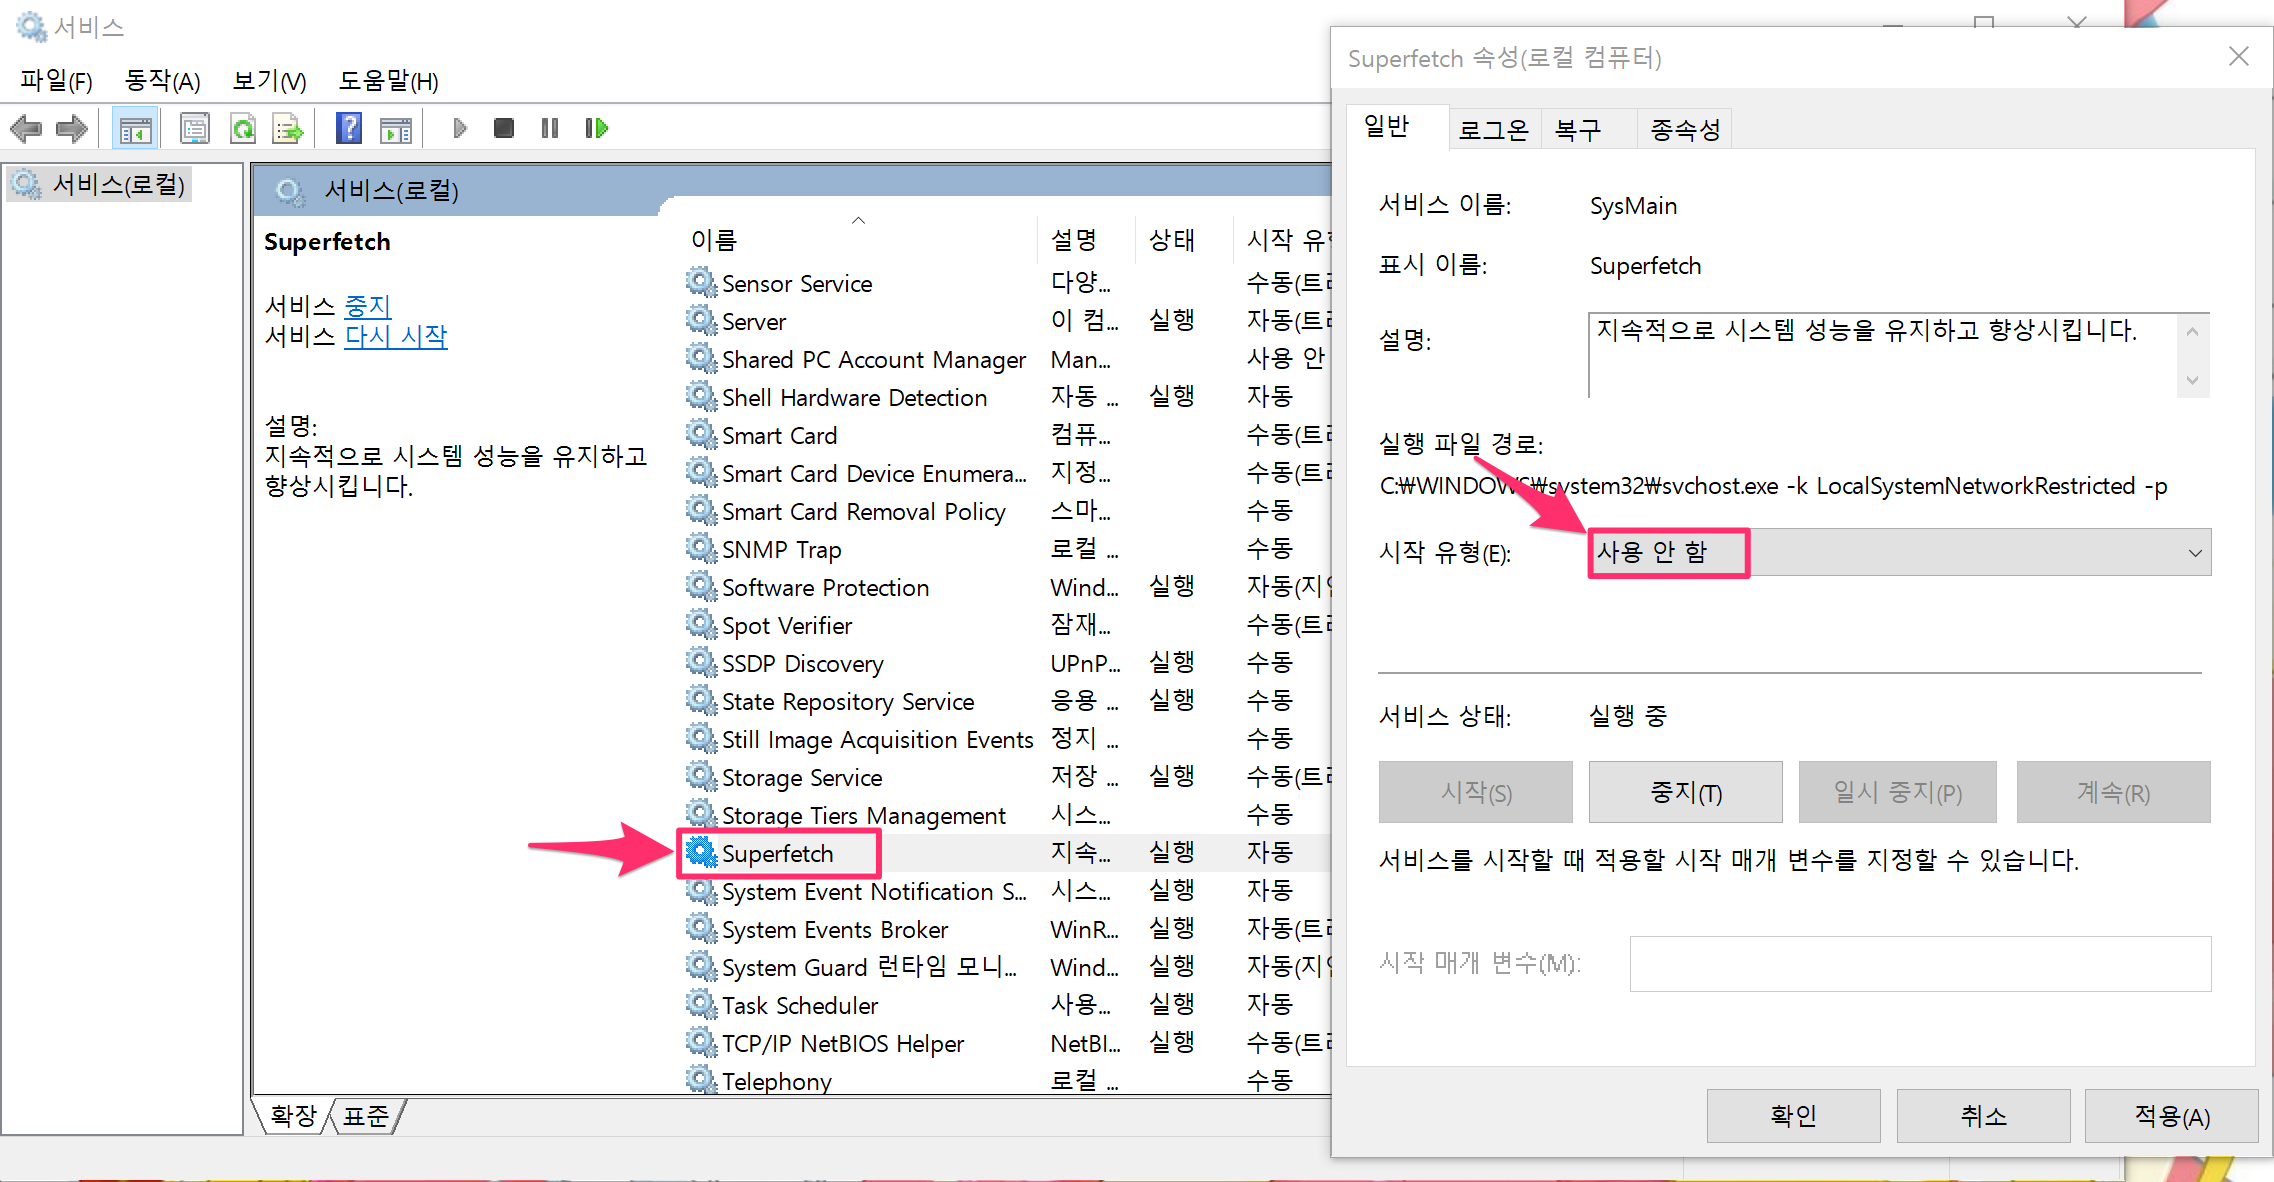 서비스
파일(F) 동작(A) 보기(V) 도움말(H)
서비스(로컬)
서비스(로컬)
Superfetch
서비스 중지
서비스 다시 시작
설명:
지속적으로 시스템 성능을 유지하고
향상시킵니다.
이름 설명 상태 시작 유형
Sensor Service 다양... 수동(트리
Server 이 컴... 실행 자동(트리
Shared PC Account Manager Man... 사용 안
Shell Hardware Detection 자동 ... 실행 자동
Smart Card 컴퓨... 수동(트리
Smart Card Device Enumera... 지정... 수동(트리
Smart Card Removal Policy 스마... 수동
SNMP Trap 로컬 ... 수동
Software Protection Wind... 실행 자동(지연
Spot Verifier 잠재... 수동(트리
SSDP Discovery UPnP... 실행 수동
State Repository Service 응용 ... 실행 수동
Still Image Acquisition Events 정지 ... 수동
Storage Service 저장 ... 실행 수동(트리
Storage Tiers Management 시스... 수동
Superfetch 지속... 실행 자동
System Event Notification S... 시스... 실행 자동
System Events Broker WinR... 실행 자동(트리
System Guard 런타임 모니... Wind... 실행 자동(지연
Task Scheduler 사용... 실행 자동
TCP/IP NetBIOS Helper NetBI... 실행 수동(트리
Telephony 로컬 ... 수동
확장 표준
Superfetch 속성(로컬 컴퓨터)
일반 로그온 복구 종속성
서비스 이름: SysMain
표시 이름: Superfetch
설명: 지속적으로 시스템 성능을 유지하고 향상시킵니다.
실행 파일 경로:
C:₩WINDOWS₩system32₩svchost.exe -k LocalSystemNetworkRestricted -p
시작 유형(E): 사용 안 함
서비스 상태: 실행 중
시작(S) 중지(T) 일시 중지(P) 계속(R)
서비스를 시작할 때 적용할 시작 매개 변수를 지정할 수 있습니다.
시작 매개 변수(M):
확인 취소 적용(A)